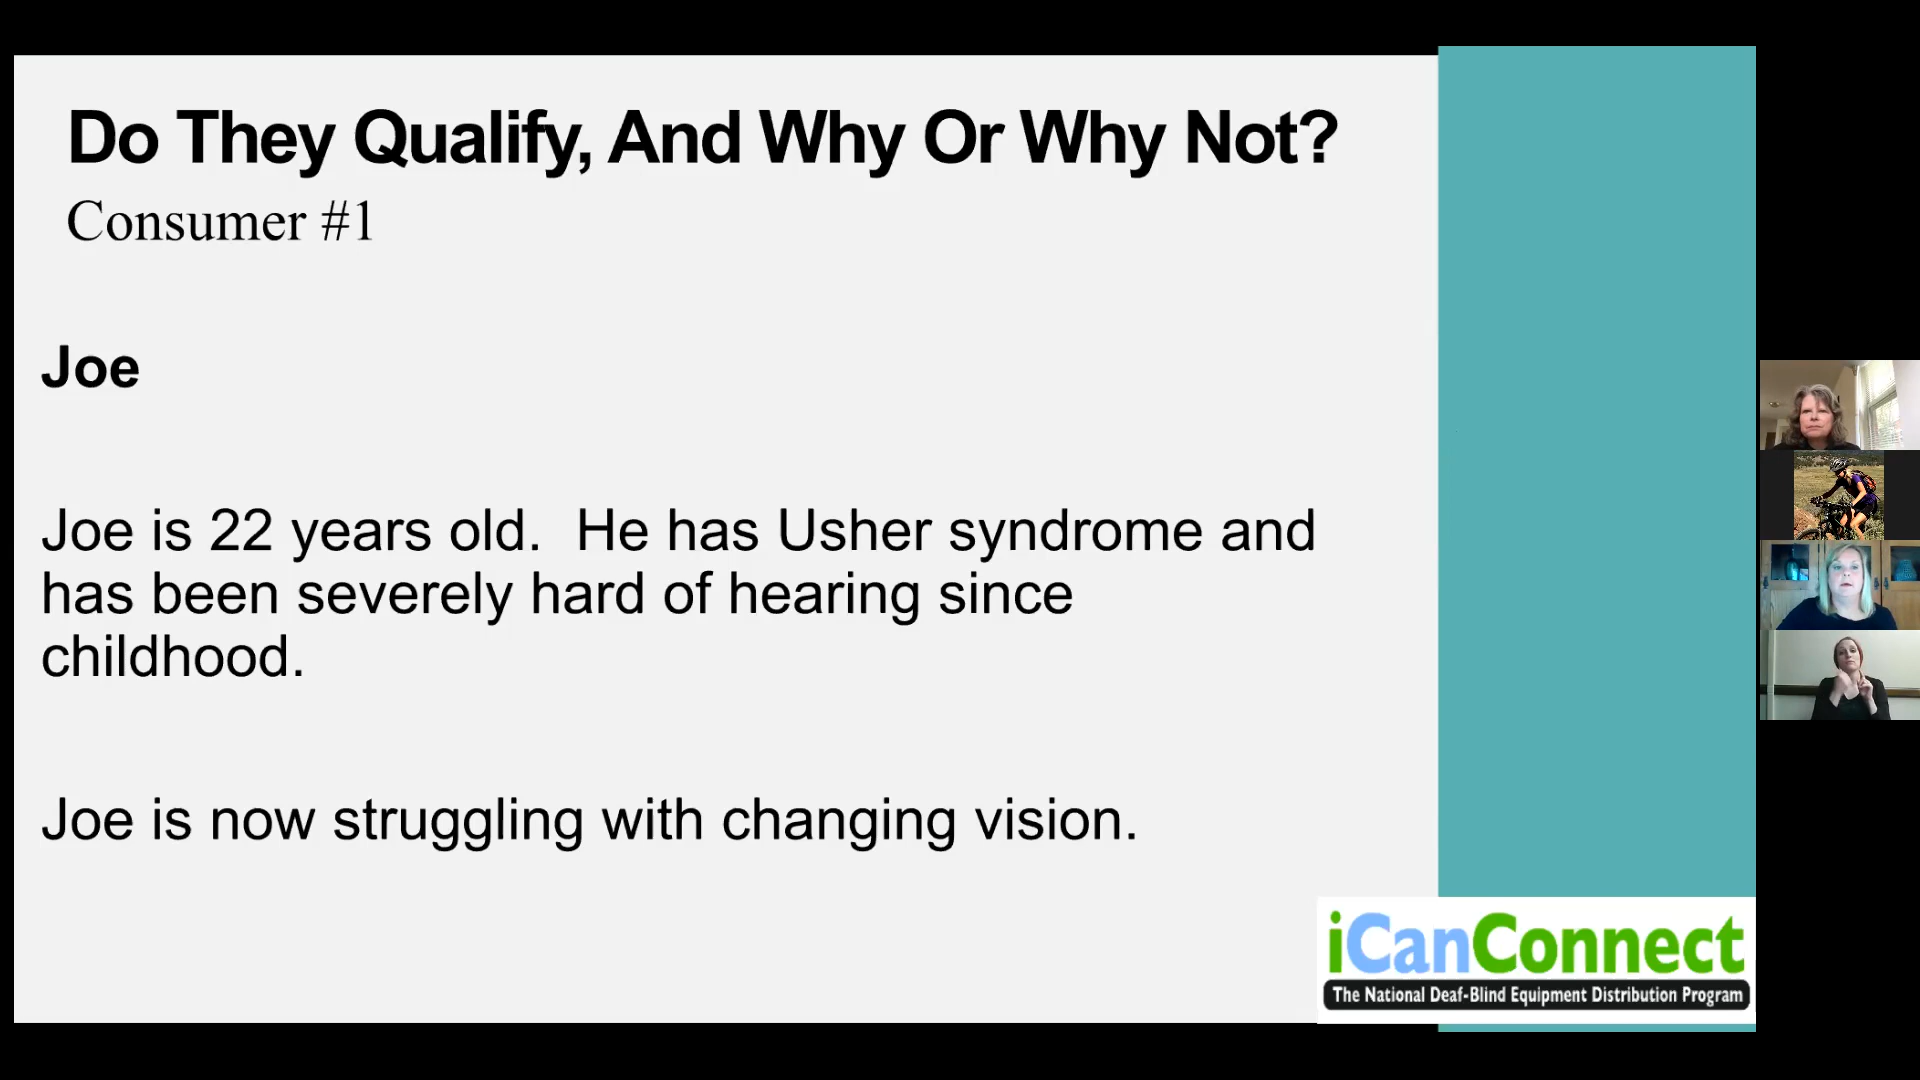 Do They Qualify, And Why Or Why Not?
Consumer #1
Joe
Joe is 22 years old.  He has Usher syndrome and
has been severely hard of hearing since
childhood.
Joe is now struggling with changing vision.
iCanConnect
The National Deaf-Blind Equipment Distribution Program